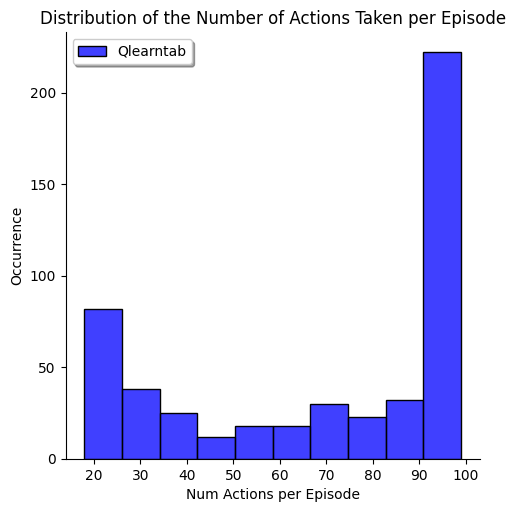 Distribution of the Number of Actions Taken per Episode
Qlearntab
200
150
100
50
0
Occurrence
20 30 40 50 60 70 80 90 100
Num Actions per Episode